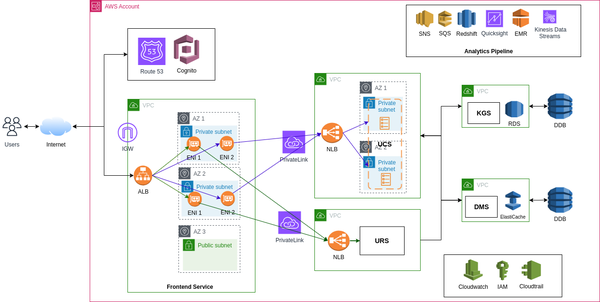 AWS Account
Route 53
Cognito
SNS
SQS
Redshift
Quicksight
EMR
Kinesis Data
Streams
Analytics Pipeline
Users
Internet
VPC
IGW
ALB
AZ 1
Private subnet
ENI 1
ENI 2
AZ 2
Private subnet
ENI 1
ENI 2
AZ 3
Public subnet
Frontend Service
PrivateLink
PrivateLink
VPC
NLB
AZ 1
Private
subnet
UCS
Private
subnet
VPC
NLB
URS
VPC
KGS
RDS
DDB
VPC
DMS
ElastCache
DDB
Cloudwatch
IAM
Cloudtrail